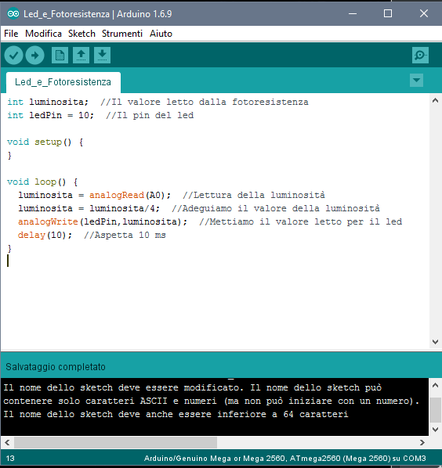 Led_e_Fotoresistenza | Arduino 1.6.9
File Modifica Sketch Strumenti Aiuto
Led_e_Fotoresistenza
int luminosita;  //Il valore letto dalla fotoresistenza
int ledPin = 10;  //Il pin del led
void setup() {
}
void loop() {
luminosita = analogRead(A0);  //Lettura della luminositá
luminosita = luminosita/4;  //Adeguiamo il valore della luminositá
analogWrite(ledPin,luminosita);  //Mettiamo il valore letto per il led
delay(10);  //Aspetta 10 ms
}
Salvataggio completato
Il nome dello sketch deve essere modificato. Il nome dello sketch puó
contenere solo caratteri ASCII e numeri (ma non puó iniziare con un numero).
Il nome dello sketch deve anche essere inferiore a 64 caratteri
13 Arduino/Genuino Mega or Mega 2560, ATmega2560 (Mega 2560) su COM3